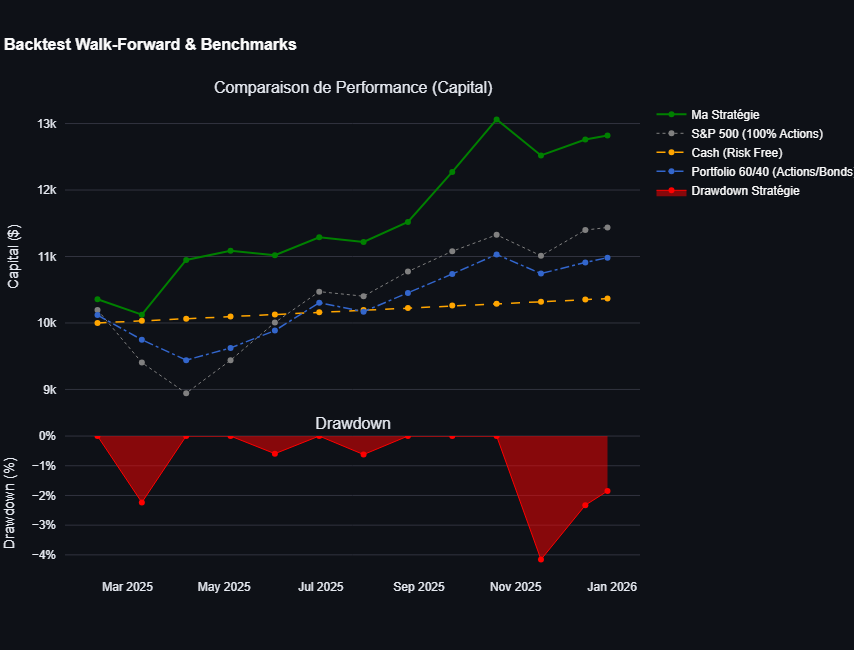 Backtest Walk-Forward & Benchmarks
Comparaison de Performance (Capital)
Capital ($)
13k
12k
11k
10k
9k
Ma Stratégie
S&P 500 (100% Actions)
Cash (Risk Free)
Portfolio 60/40 (Actions/Bonds
Drawdown Stratégie
Drawdown
Drawdown (%)
0%
−1%
−2%
−3%
−4%
Mar 2025 May 2025 Jul 2025 Sep 2025 Nov 2025 Jan 2026